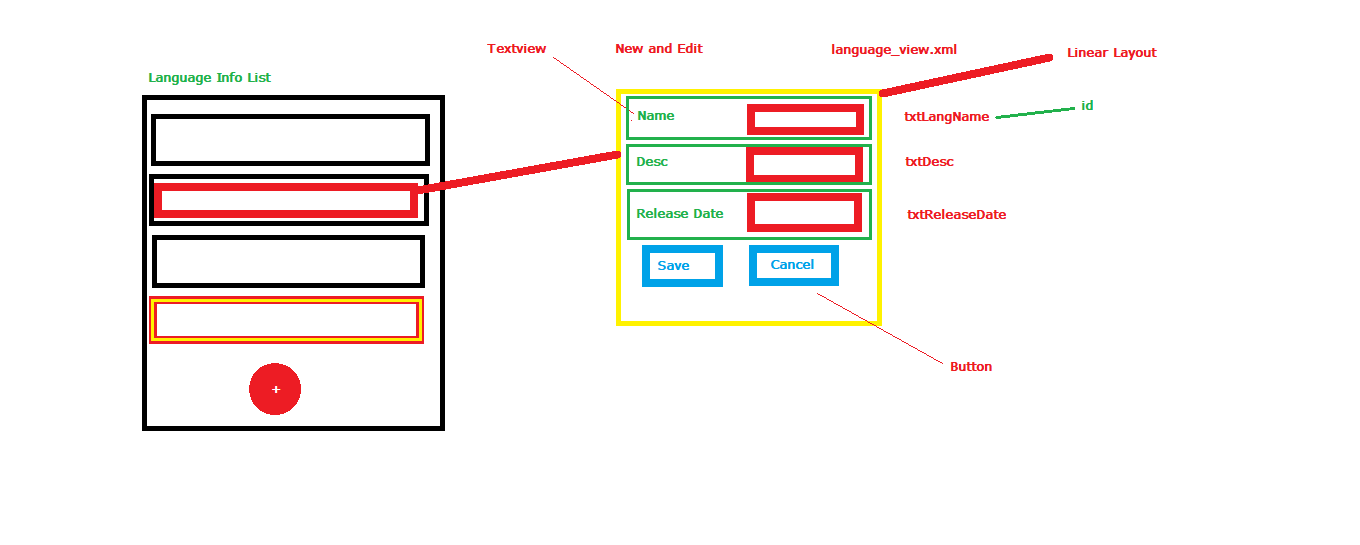 Textview
New and Edit
language_view.xml
Linear Layout
Language Info List
Name
txtLangName
id
Desc
txtDesc
Release Date
txtReleaseDate
Save
Cancel
Button
+